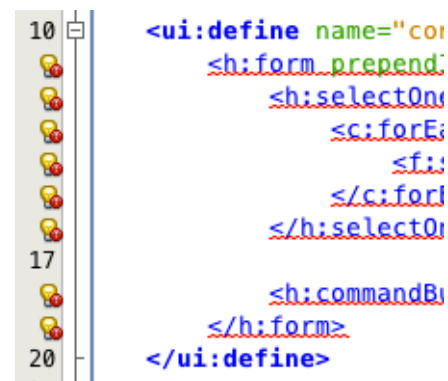 10 <ui:define name="con
<h:form prependI
<h:selectOne
<c:forEa
<f:s
</c:forE
</h:selectOn
17
<h:commandBu
</h:form>
20 </ui:define>